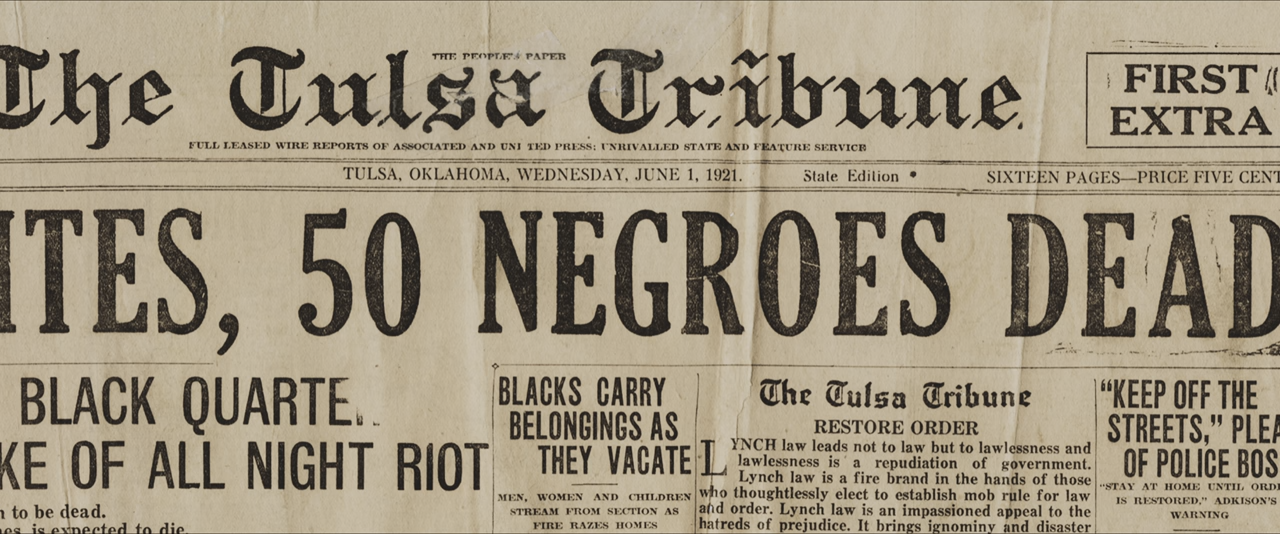 THE PEOPLE'S PAPER
The Tulsa Tribune
FIRST
EXTRA
FULL LEASED WIRE REPORTS OF ASSOCIATED AND UNI TED PRESS; UNRIVALLED STATE AND FEATURE SERVICE
TULSA, OKLAHOMA, WEDNESDAY, JUNE 1, 1921. State Edition SIXTEEN PAGES—PRICE FIVE CENT
ITES, 50 NEGROES DEAD
BLACK QUARTE
KE OF ALL NIGHT RIOT
n to be dead.
is expected to die.
BLACKS CARRY
BELONGINGS AS
THEY VACATE
MEN, WOMEN AND CHILDREN
STREAM FROM SECTION AS
FIRE RAZES HOMES
The Tulsa Tribune
RESTORE ORDER
LYNCH law leads not to law but to lawlessness and
lawlessness is a repudiation of government.
Lynch law is a fire brand in the hands of those
who thoughtlessly elect to establish mob rule for law
and order. Lynch law is an impassioned appeal to the
hatreds of prejudice. It brings ignominy and disaster
“KEEP OFF THE
STREETS,” PLEA
OF POLICE BOS
“STAY AT HOME UNTIL ORD
IS RESTORED,” ADKISON'S
WARNING